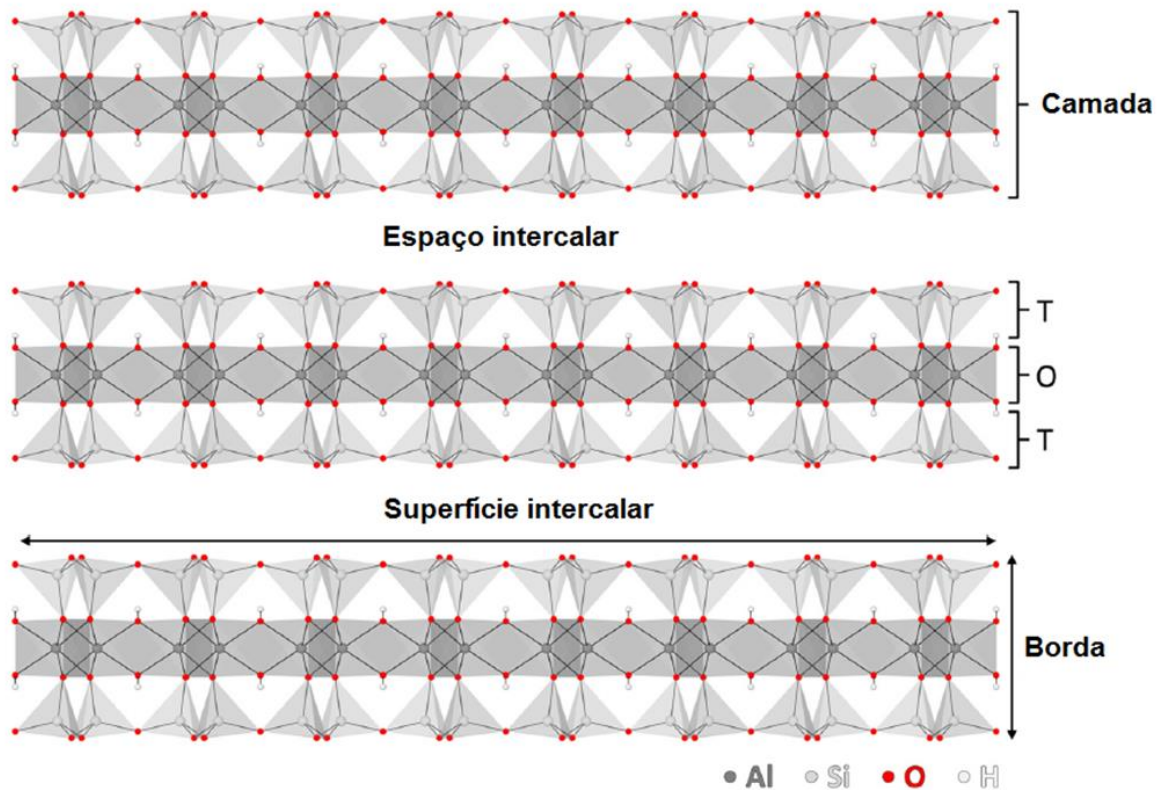 Camada
Espaço intercalar
T
O
T
Superfície intercalar
Borda
Al Si O H